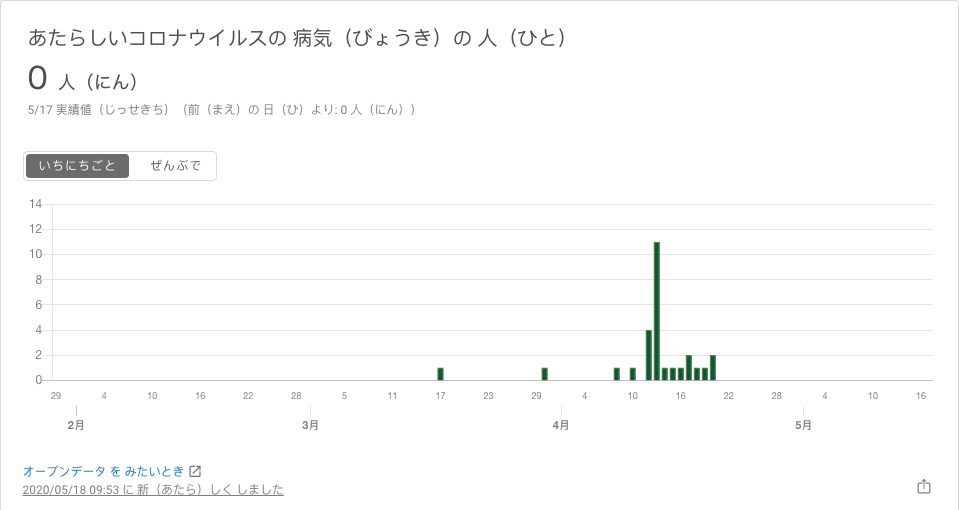 あたらしいコロナウイルスの 病気（びょうき）の 人（ひと）
0 人（にん）
5/17 実績値（じっせきち）（前（まえ）の 日（ひ）より: 0 人（にん））
いちにちごと ぜんぶで
14
12
10
8
6
4
2
0
29 4 10 16 22 28 5 11 17 23 29 4 10 16 22 28 4 10 16
2月 3月 4月 5月
オープンデータ を みたいとき
2020/05/18 09:53 に 新（あたら）しく しました